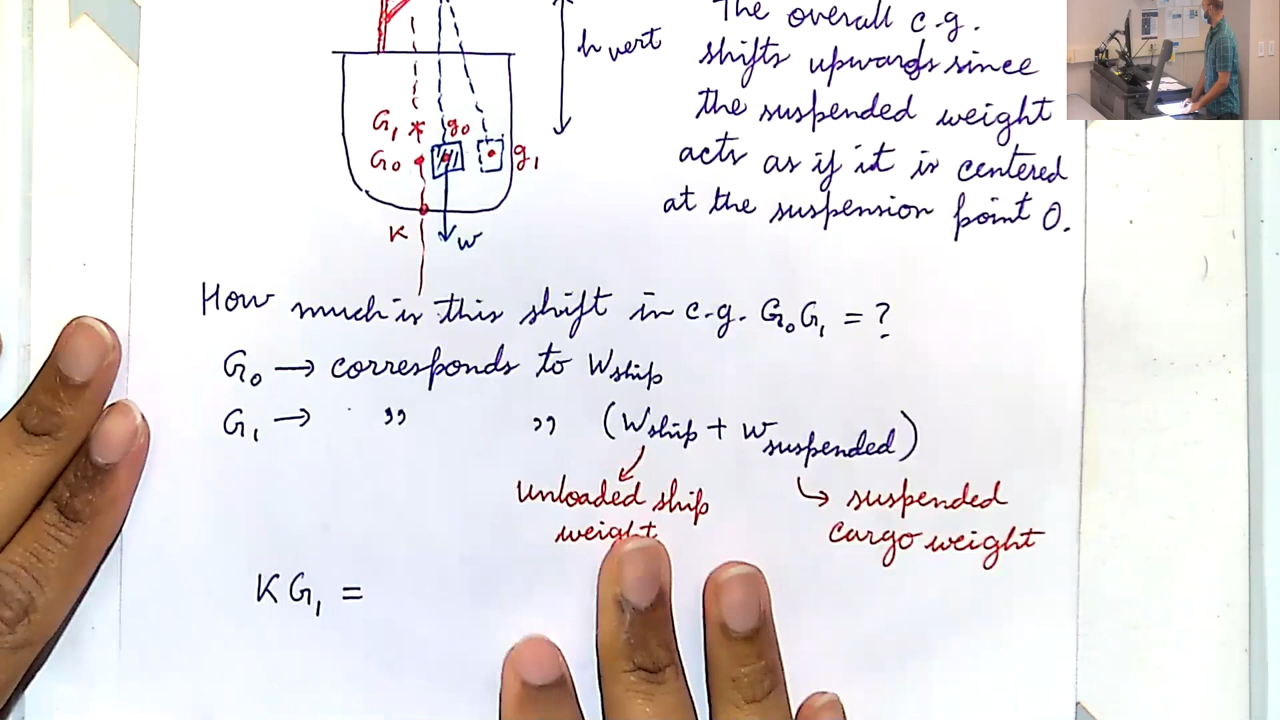 The overall c.g.
shifts upwards since
the suspended weight
acts as if it is centered
at the suspension point O.
h vert
G₁
g₀
G₀
g₁
K
W
How much is this shift in c.g. G₀G₁ = ?
G₀ → corresponds to Wship
G₁ → ,, ,, (Wship + wsuspended)
unloaded ship
weight
suspended
cargo weight
KG₁ =